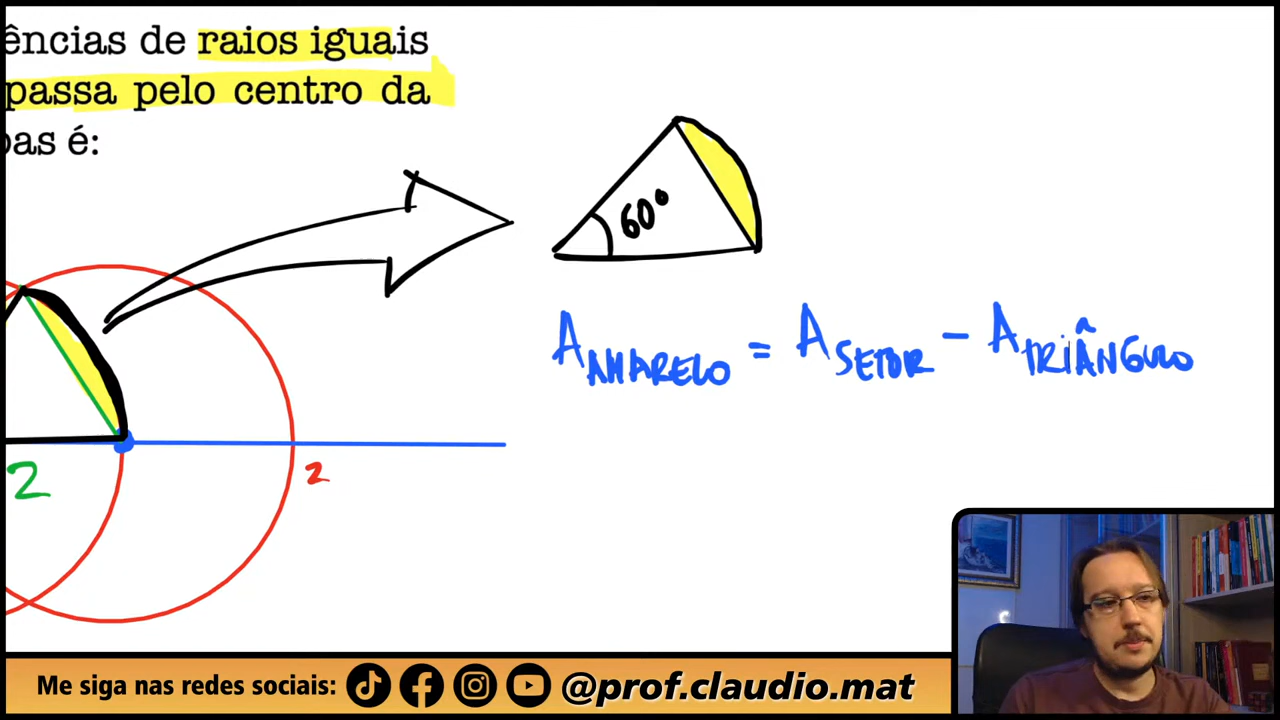 ências de raios iguais
passa pelo centro da
bas é:
60°
A AMARELO = A SETOR - A TRIÂNGULO
2
2
Me siga nas redes sociais: @prof.claudio.mat